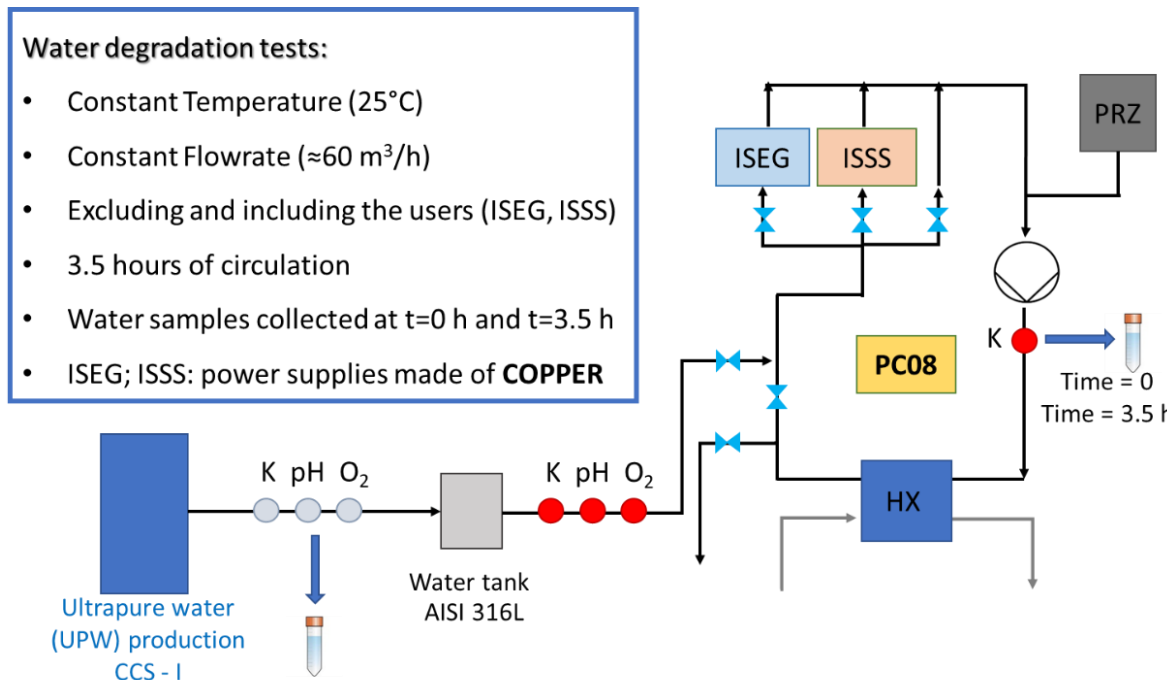 Water degradation tests:
• Constant Temperature (25°C)
• Constant Flowrate (≈60 m³/h)
• Excluding and including the users (ISEG, ISSS)
• 3.5 hours of circulation
• Water samples collected at t=0 h and t=3.5 h
• ISEG; ISSS: power supplies made of COPPER
ISEG
ISSS
PRZ
K
PC08
Time = 0
Time = 3.5 h
K pH O₂
K pH O₂
HX
Water tank
AISI 316L
Ultrapure water
(UPW) production
CCS - I